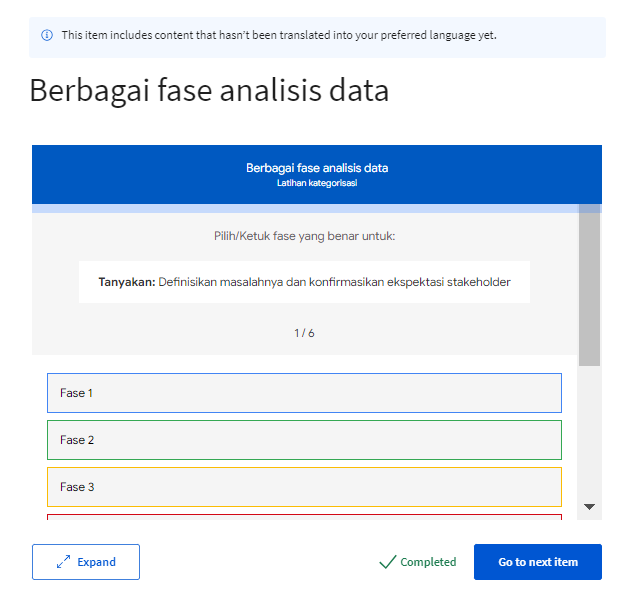 This item includes content that hasn't been translated into your preferred language yet.
Berbagai fase analisis data
Berbagai fase analisis data
Latihan kategorisasi
Pilih/Ketuk fase yang benar untuk:
Tanyakan: Definisikan masalahnya dan konfirmasikan ekspektasi stakeholder
1 / 6
Fase 1
Fase 2
Fase 3
Expand
Completed
Go to next item